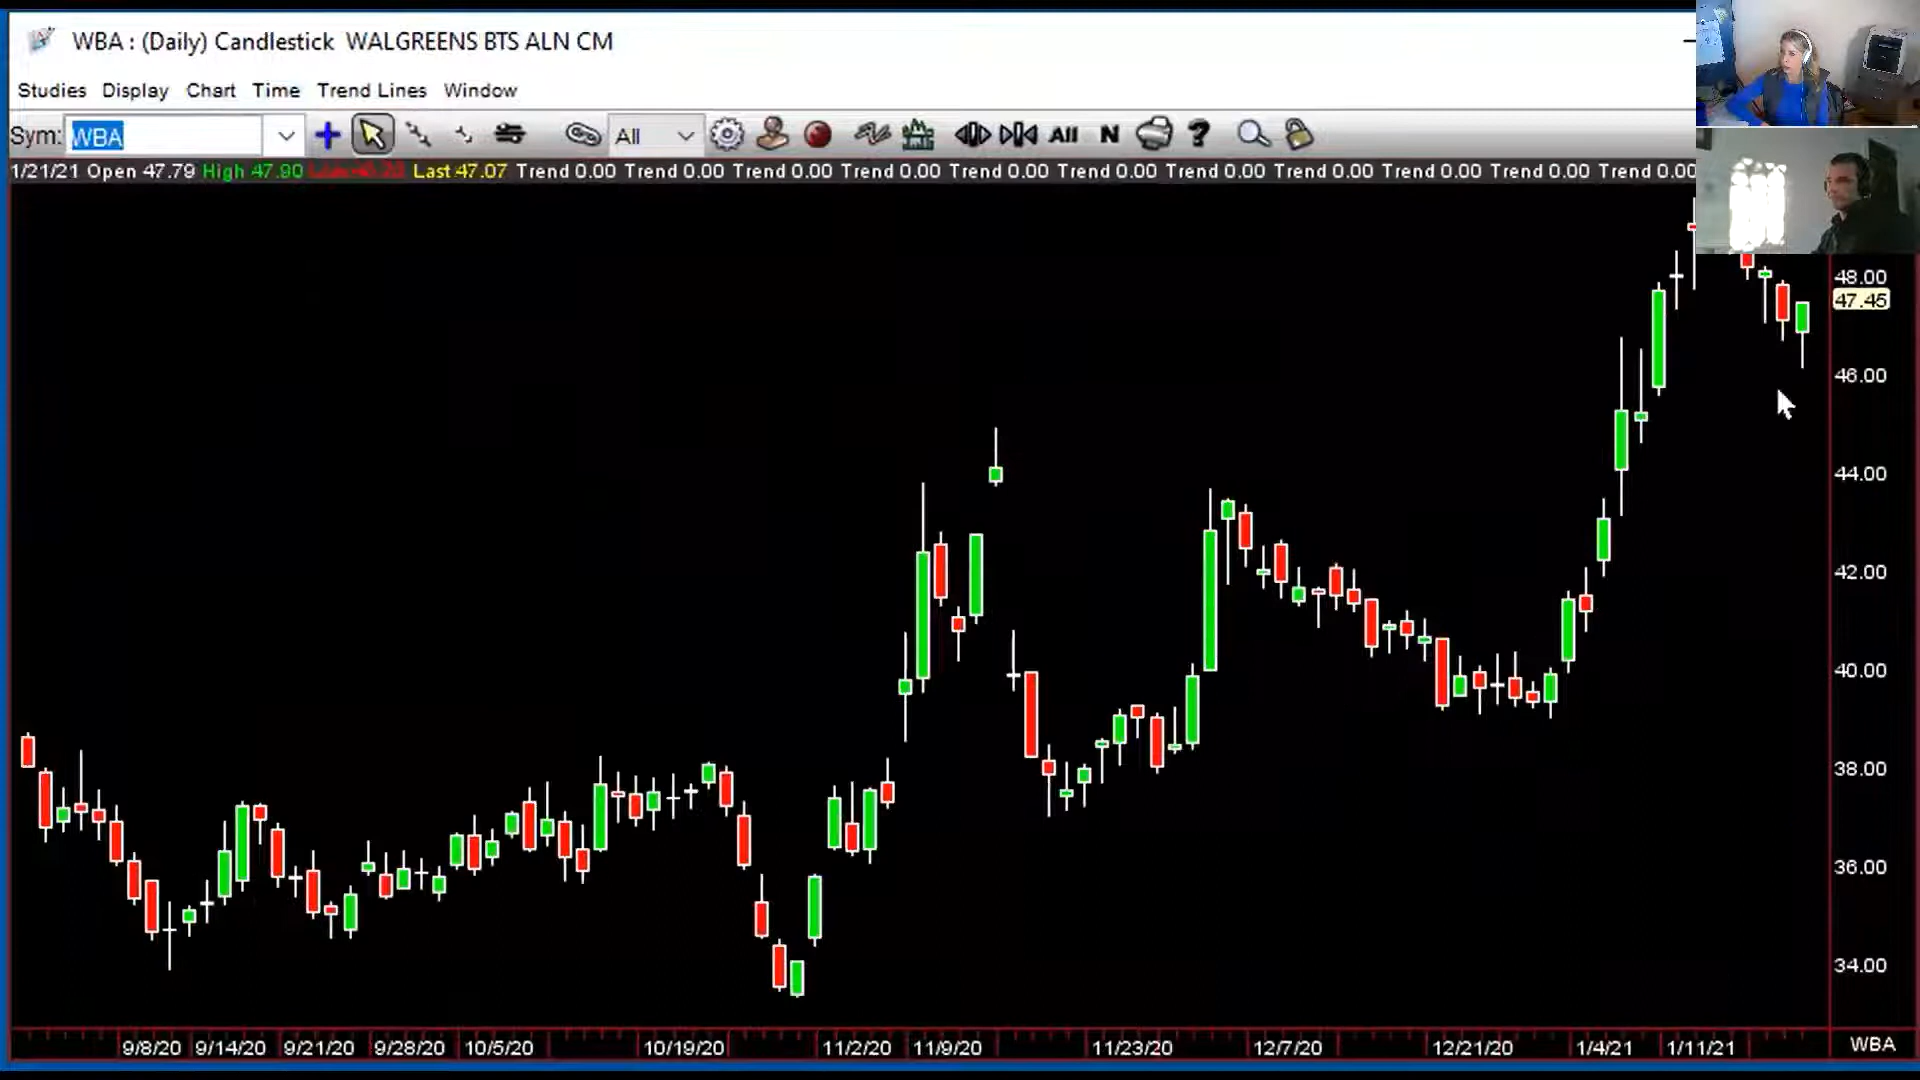 WBA : (Daily) Candlestick WALGREENS BTS ALN CM
Studies Display Chart Time Trend Lines Window
Sym: WBA All All N ?
1/21/21 Open 47.79 High 47.90 Last 47.07 Trend 0.00 Trend 0.00 Trend 0.00 Trend 0.00 Trend 0.00 Trend 0.00 Trend 0.00 Trend 0.00 Trend 0.00 Trend 0.00 Trend 0.00
48.00
47.45
46.00
44.00
42.00
40.00
38.00
36.00
34.00
9/8/20 9/14/20 9/21/20 9/28/20 10/5/20 10/19/20 11/2/20 11/9/20 11/23/20 12/7/20 12/21/20 1/4/21 1/11/21 WBA